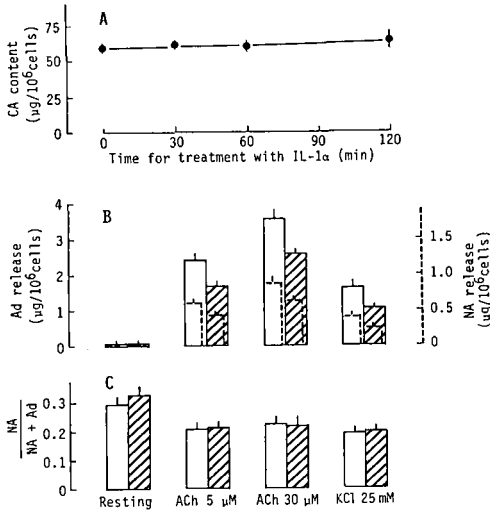 A
CA content
(μg/10⁶cells)
75
50
25
0
0
30
60
90
120
Time for treatment with IL-1α (min)
B
Ad release
(μg/10⁶cells)
4
3
2
1
0
1.5
1.0
0.5
0
NA release
(μg/10⁶cells)
C
NA
NA + Ad
0.3
0.2
0.1
0
Resting
ACh 5 μM
ACh 30 μM
KCl 25 mM